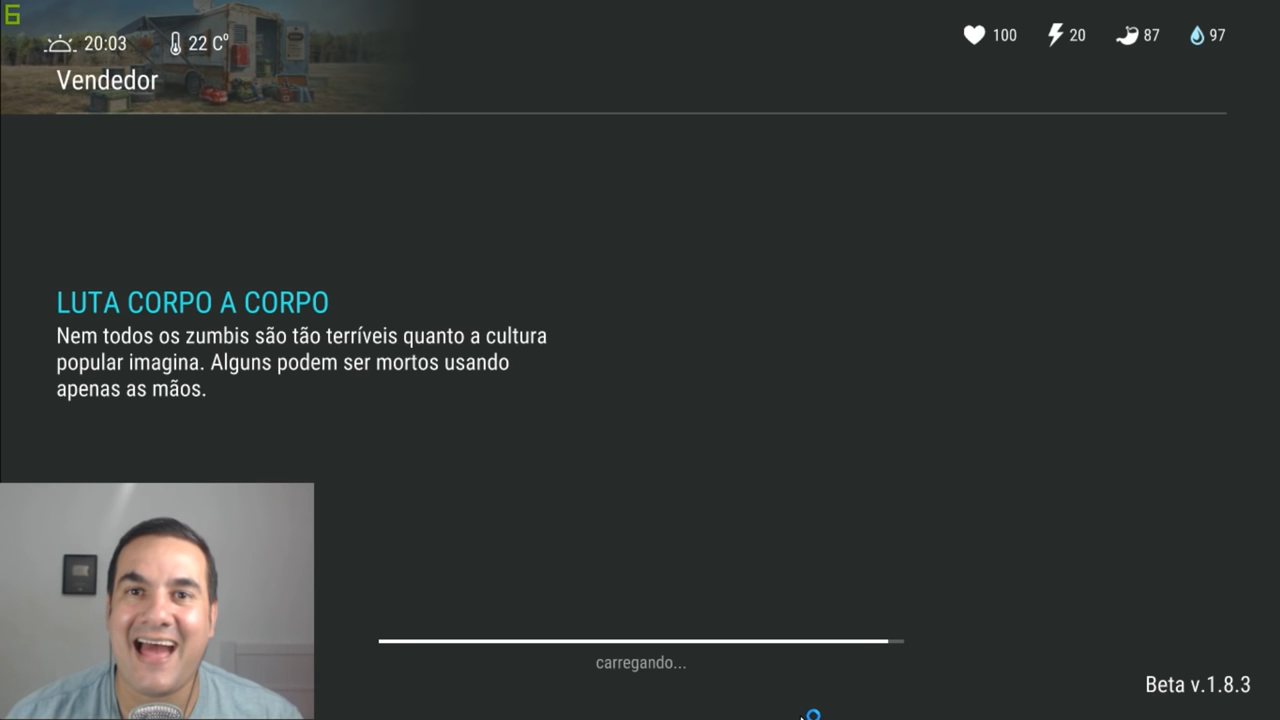 6
20:03
22 C°
100
20
87
97
Vendedor
LUTA CORPO A CORPO
Nem todos os zumbis são tão terríveis quanto a cultura
popular imagina. Alguns podem ser mortos usando
apenas as mãos.
carregando...
Beta v.1.8.3